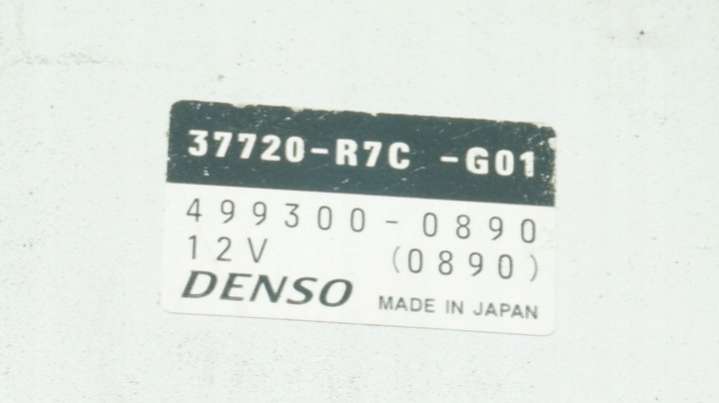 37720-R7C -G01
499300-0890
12V (0890)
DENSO MADE IN JAPAN